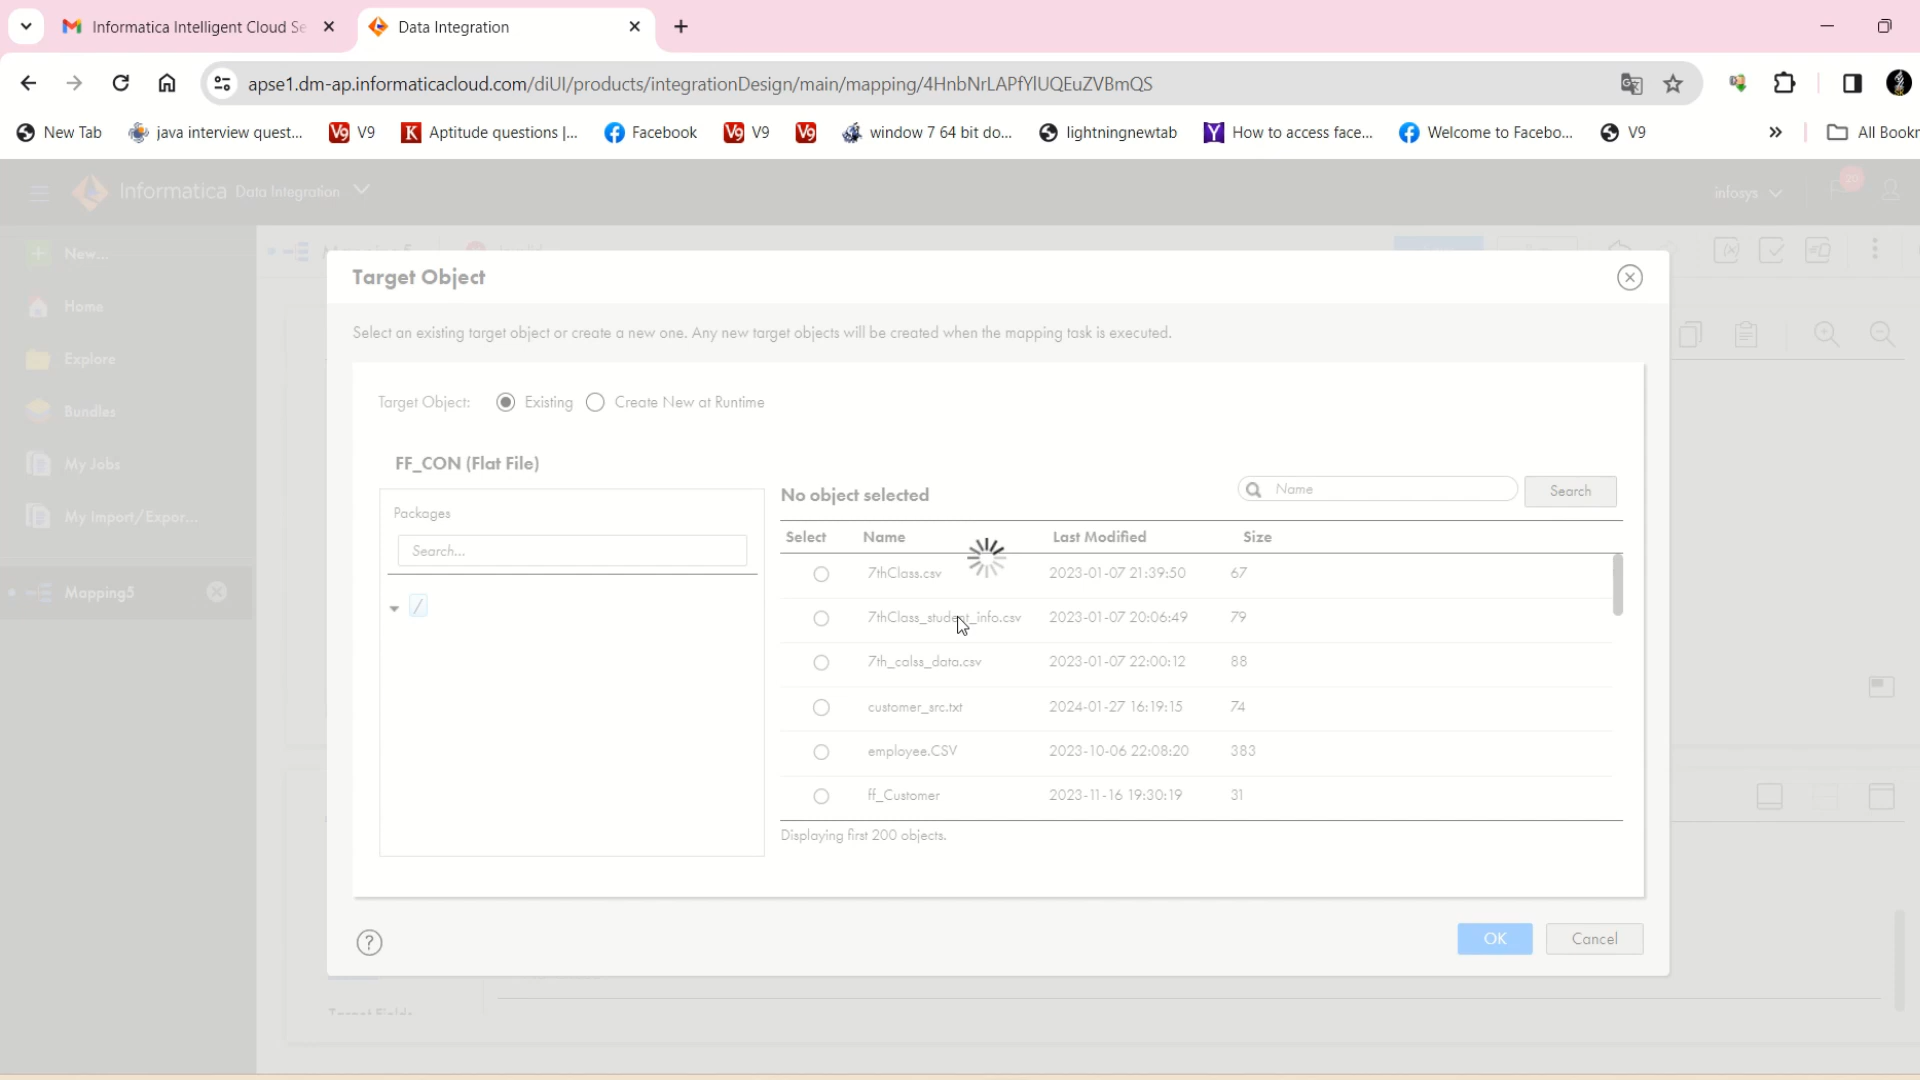 Informatica Intelligent Cloud Se
Data Integration
apse1.dm-ap.informaticacloud.com/diUI/products/integrationDesign/main/mapping/4HnbNrLAPfYlUQEuZVBmQS
New Tab
java interview quest...
V9
Aptitude questions |...
Facebook
V9
window 7 64 bit do...
lightningnewtab
How to access face...
Welcome to Facebo...
V9
»
All Bookr
Informatica Data Integration
infosys
New...
Home
Explore
Bundles
My Jobs
My Import/Expor...
Mapping5
Target Object
Select an existing target object or create a new one. Any new target objects will be created when the mapping task is executed.
Target Object: Existing Create New at Runtime
FF_CON (Flat File)
Packages
Search...
/
No object selected
Name
Search
Select Name Last Modified Size
7thClass.csv 2023-01-07 21:39:50 67
7thClass_student_info.csv 2023-01-07 20:06:49 79
7th_calss_data.csv 2023-01-07 22:00:12 88
customer_src.txt 2024-01-27 16:19:15 74
employee.CSV 2023-10-06 22:08:20 383
ff_Customer 2023-11-16 19:30:19 31
Displaying first 200 objects.
?
OK
Cancel